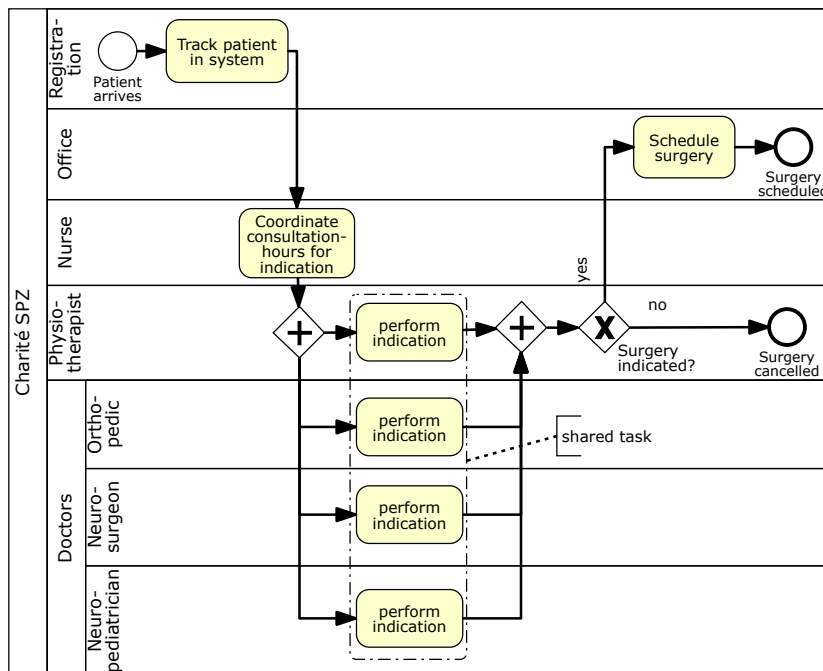 Charité SPZ
Registra-
tion
Patient
arrives
Track patient
in system
Office
Schedule
surgery
Surgery
scheduled
Nurse
Coordinate
consultation-
hours for
indication
Physio-
therapist
perform
indication
yes
no
Surgery
indicated?
Surgery
cancelled
Doctors
Ortho-
pedic
perform
indication
shared task
Neuro-
surgeon
perform
indication
Neuro-
pediatrician
perform
indication